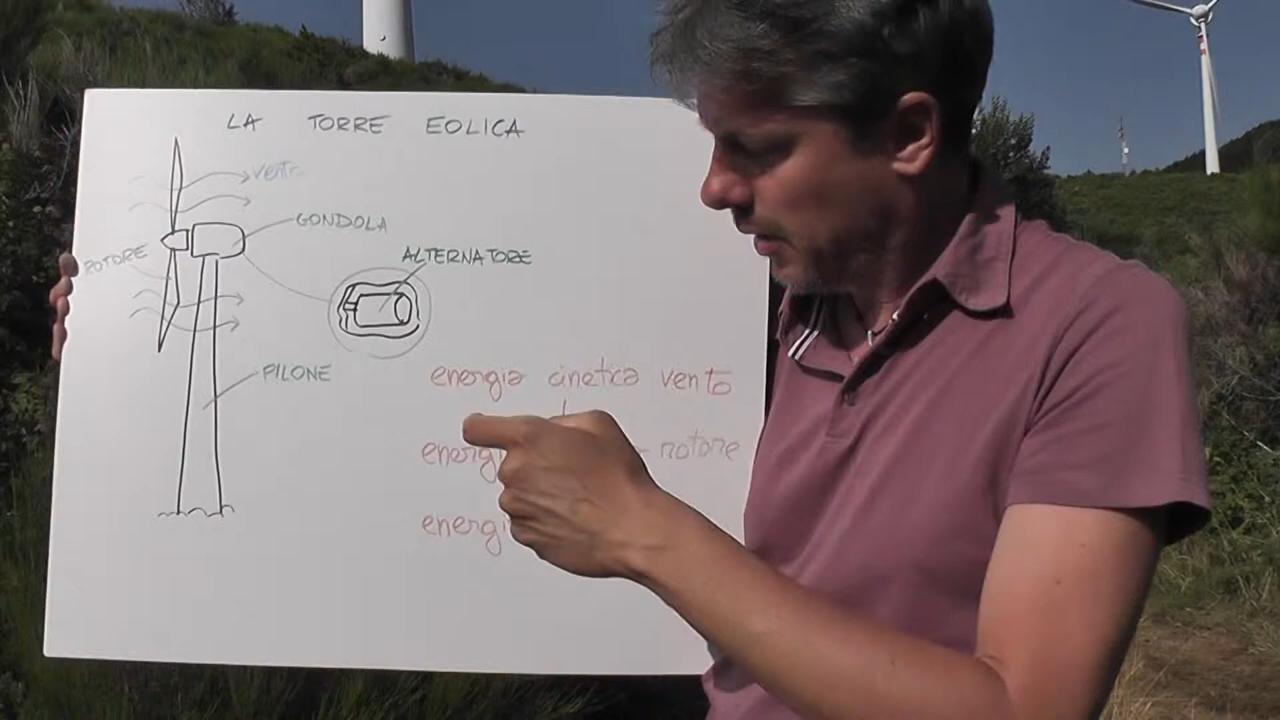 LA TORRE EOLICA
vento
GONDOLA
ROTORE
ALTERNATORE
PILONE
energia cinetica vento
rotore